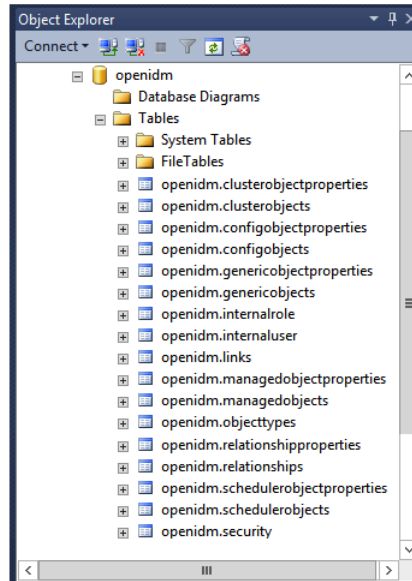 Object Explorer
Connect
openidm
Database Diagrams
Tables
System Tables
FileTables
openidm.clusterobjectproperties
openidm.clusterobjects
openidm.configobjectproperties
openidm.configobjects
openidm.genericobjectproperties
openidm.genericobjects
openidm.internalrole
openidm.internaluser
openidm.links
openidm.managedobjectproperties
openidm.managedobjects
openidm.objecttypes
openidm.relationshipproperties
openidm.relationships
openidm.schedulerobjectproperties
openidm.schedulerobjects
openidm.security